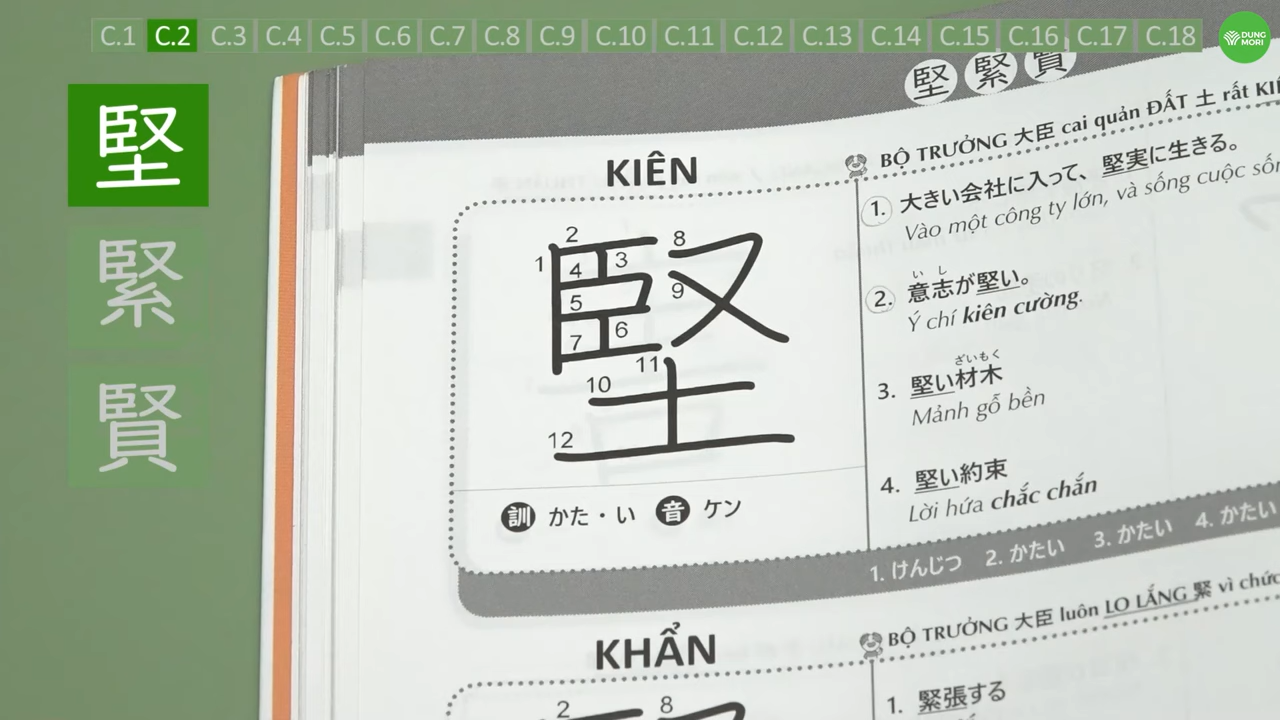 C.1 C.2 C.3 C.4 C.5 C.6 C.7 C.8 C.9 C.10 C.11 C.12 C.13 C.14 C.15 C.16 C.17 C.18
DUNG
MORI
堅
緊
賢
堅 緊 賢
KIÊN
BỘ TRƯỞNG 大臣 cai quản ĐẤT 土 rất
1. 大きい会社に入って、堅実に生きる。
Vào một công ty lớn, và sống cuộc
1 2 3 4 5 6 7 8 9 10 11 12
堅
いし
2. 意志が堅い。
Ý chí kiên cường.
ざいもく
3. 堅い材木
Mảnh gỗ bền
4. 堅い約束
Lời hứa chắc chắn
訓 かた・い 音 ケン
1. けんじつ 2. かたい 3. かたい 4. かたい
KHẨN
BỘ TRƯỞNG 大臣 luôn LO LẮNG 緊 vì
2 8
1. 緊張する